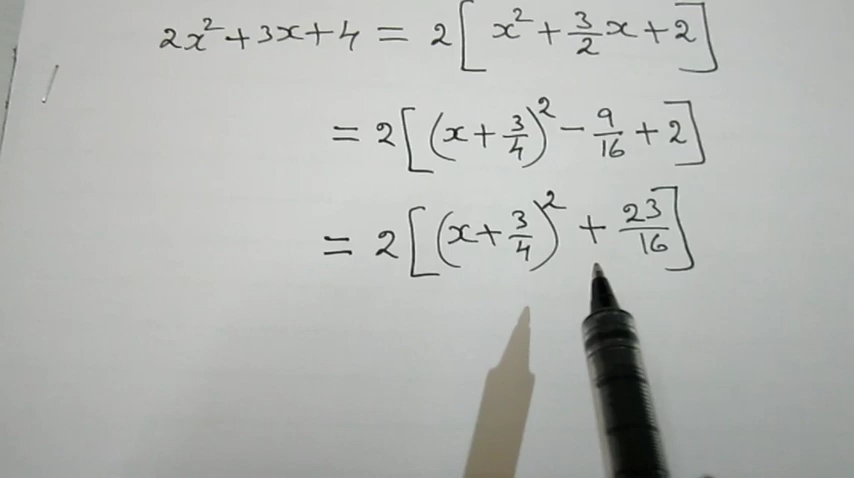 2x² + 3x + 4 = 2[x² + 3/2 x + 2]
= 2[(x + 3/4)² - 9/16 + 2]
= 2[(x + 3/4)² + 23/16]